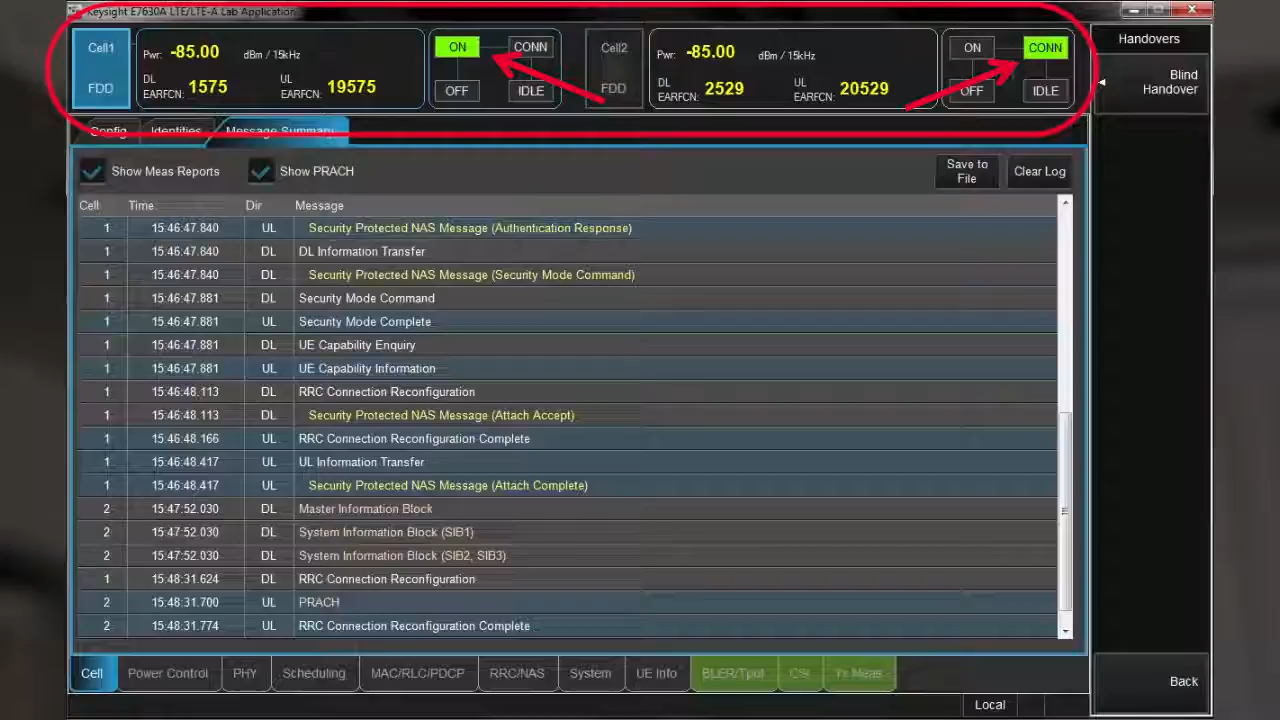 Keysight E7630A LTE/LTE-A Lab Application
Cell1 FDD
Pwr: -85.00 dBm / 15kHz
DL EARFCN: 1575 UL EARFCN: 19575
ON CONN
OFF IDLE
Cell2 FDD
Pwr: -85.00 dBm / 15kHz
DL EARFCN: 2529 UL EARFCN: 20529
ON CONN
OFF IDLE
Handovers
Blind Handover
Config Identities Message Summary
Show Meas Reports Show PRACH
Save to File
Clear Log
Cell Time Dir Message
1 15:46:47.840 UL Security Protected NAS Message (Authentication Response)
1 15:46:47.840 DL DL Information Transfer
1 15:46:47.840 DL Security Protected NAS Message (Security Mode Command)
1 15:46:47.881 DL Security Mode Command
1 15:46:47.881 UL Security Mode Complete
1 15:46:47.881 DL UE Capability Enquiry
1 15:46:47.881 UL UE Capability Information
1 15:46:48.113 DL RRC Connection Reconfiguration
1 15:46:48.113 DL Security Protected NAS Message (Attach Accept)
1 15:46:48.166 UL RRC Connection Reconfiguration Complete
1 15:46:48.417 UL UL Information Transfer
1 15:46:48.417 UL Security Protected NAS Message (Attach Complete)
2 15:47:52.030 DL Master Information Block
2 15:47:52.030 DL System Information Block (SIB1)
2 15:47:52.030 DL System Information Block (SIB2, SIB3)
1 15:48:31.624 DL RRC Connection Reconfiguration
2 15:48:31.700 UL PRACH
2 15:48:31.774 UL RRC Connection Reconfiguration Complete
Cell Power Control PHY Scheduling MAC/RLC/PDCP RRC/NAS System UE Info BLER/Tput CSI Tx Meas
Back
Local